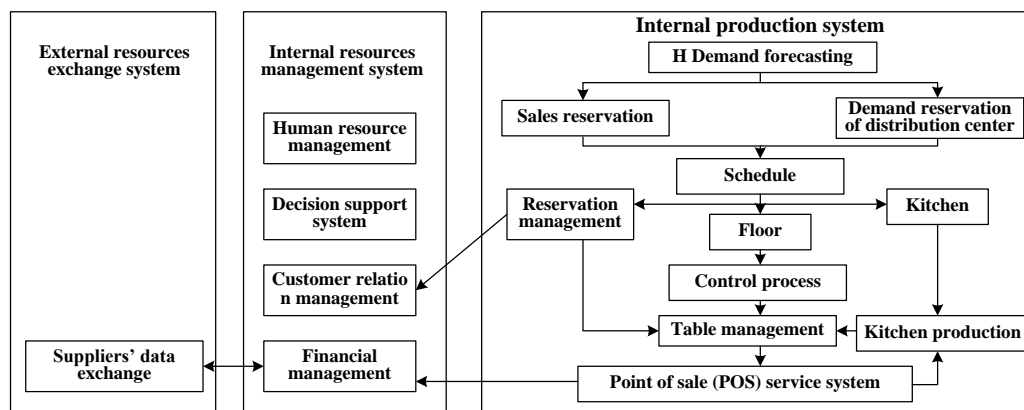 External resources
exchange system
Suppliers’ data
exchange
Internal resources
management system
Human resource
management
Decision support
system
Customer relatio
n management
Financial
management
Internal production system
H Demand forecasting
Sales reservation
Demand reservation
of distribution center
Schedule
Reservation
management
Kitchen
Floor
Control process
Table management
Kitchen production
Point of sale (POS) service system